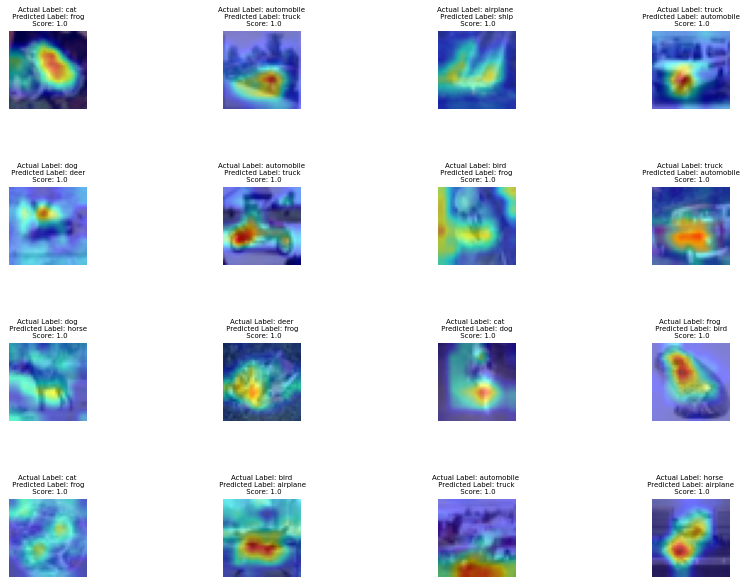 Actual Label: cat
Predicted Label: frog
Score: 1.0
Actual Label: automobile
Predicted Label: truck
Score: 1.0
Actual Label: airplane
Predicted Label: ship
Score: 1.0
Actual Label: truck
Predicted Label: automobile
Score: 1.0
Actual Label: dog
Predicted Label: deer
Score: 1.0
Actual Label: automobile
Predicted Label: truck
Score: 1.0
Actual Label: bird
Predicted Label: frog
Score: 1.0
Actual Label: truck
Predicted Label: automobile
Score: 1.0
Actual Label: dog
Predicted Label: horse
Score: 1.0
Actual Label: deer
Predicted Label: frog
Score: 1.0
Actual Label: cat
Predicted Label: dog
Score: 1.0
Actual Label: frog
Predicted Label: bird
Score: 1.0
Actual Label: cat
Predicted Label: frog
Score: 1.0
Actual Label: bird
Predicted Label: airplane
Score: 1.0
Actual Label: automobile
Predicted Label: truck
Score: 1.0
Actual Label: horse
Predicted Label: airplane
Score: 1.0